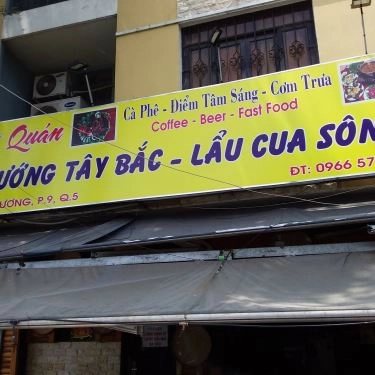 Quán
Cà Phê - Điểm Tâm Sáng - Cơm Trưa
Coffee - Beer - Fast Food
ƯỚNG TÂY BẮC - LẨU CUA SÔN
ĐT: 0966 57
ƯƠNG, P.9, Q.5